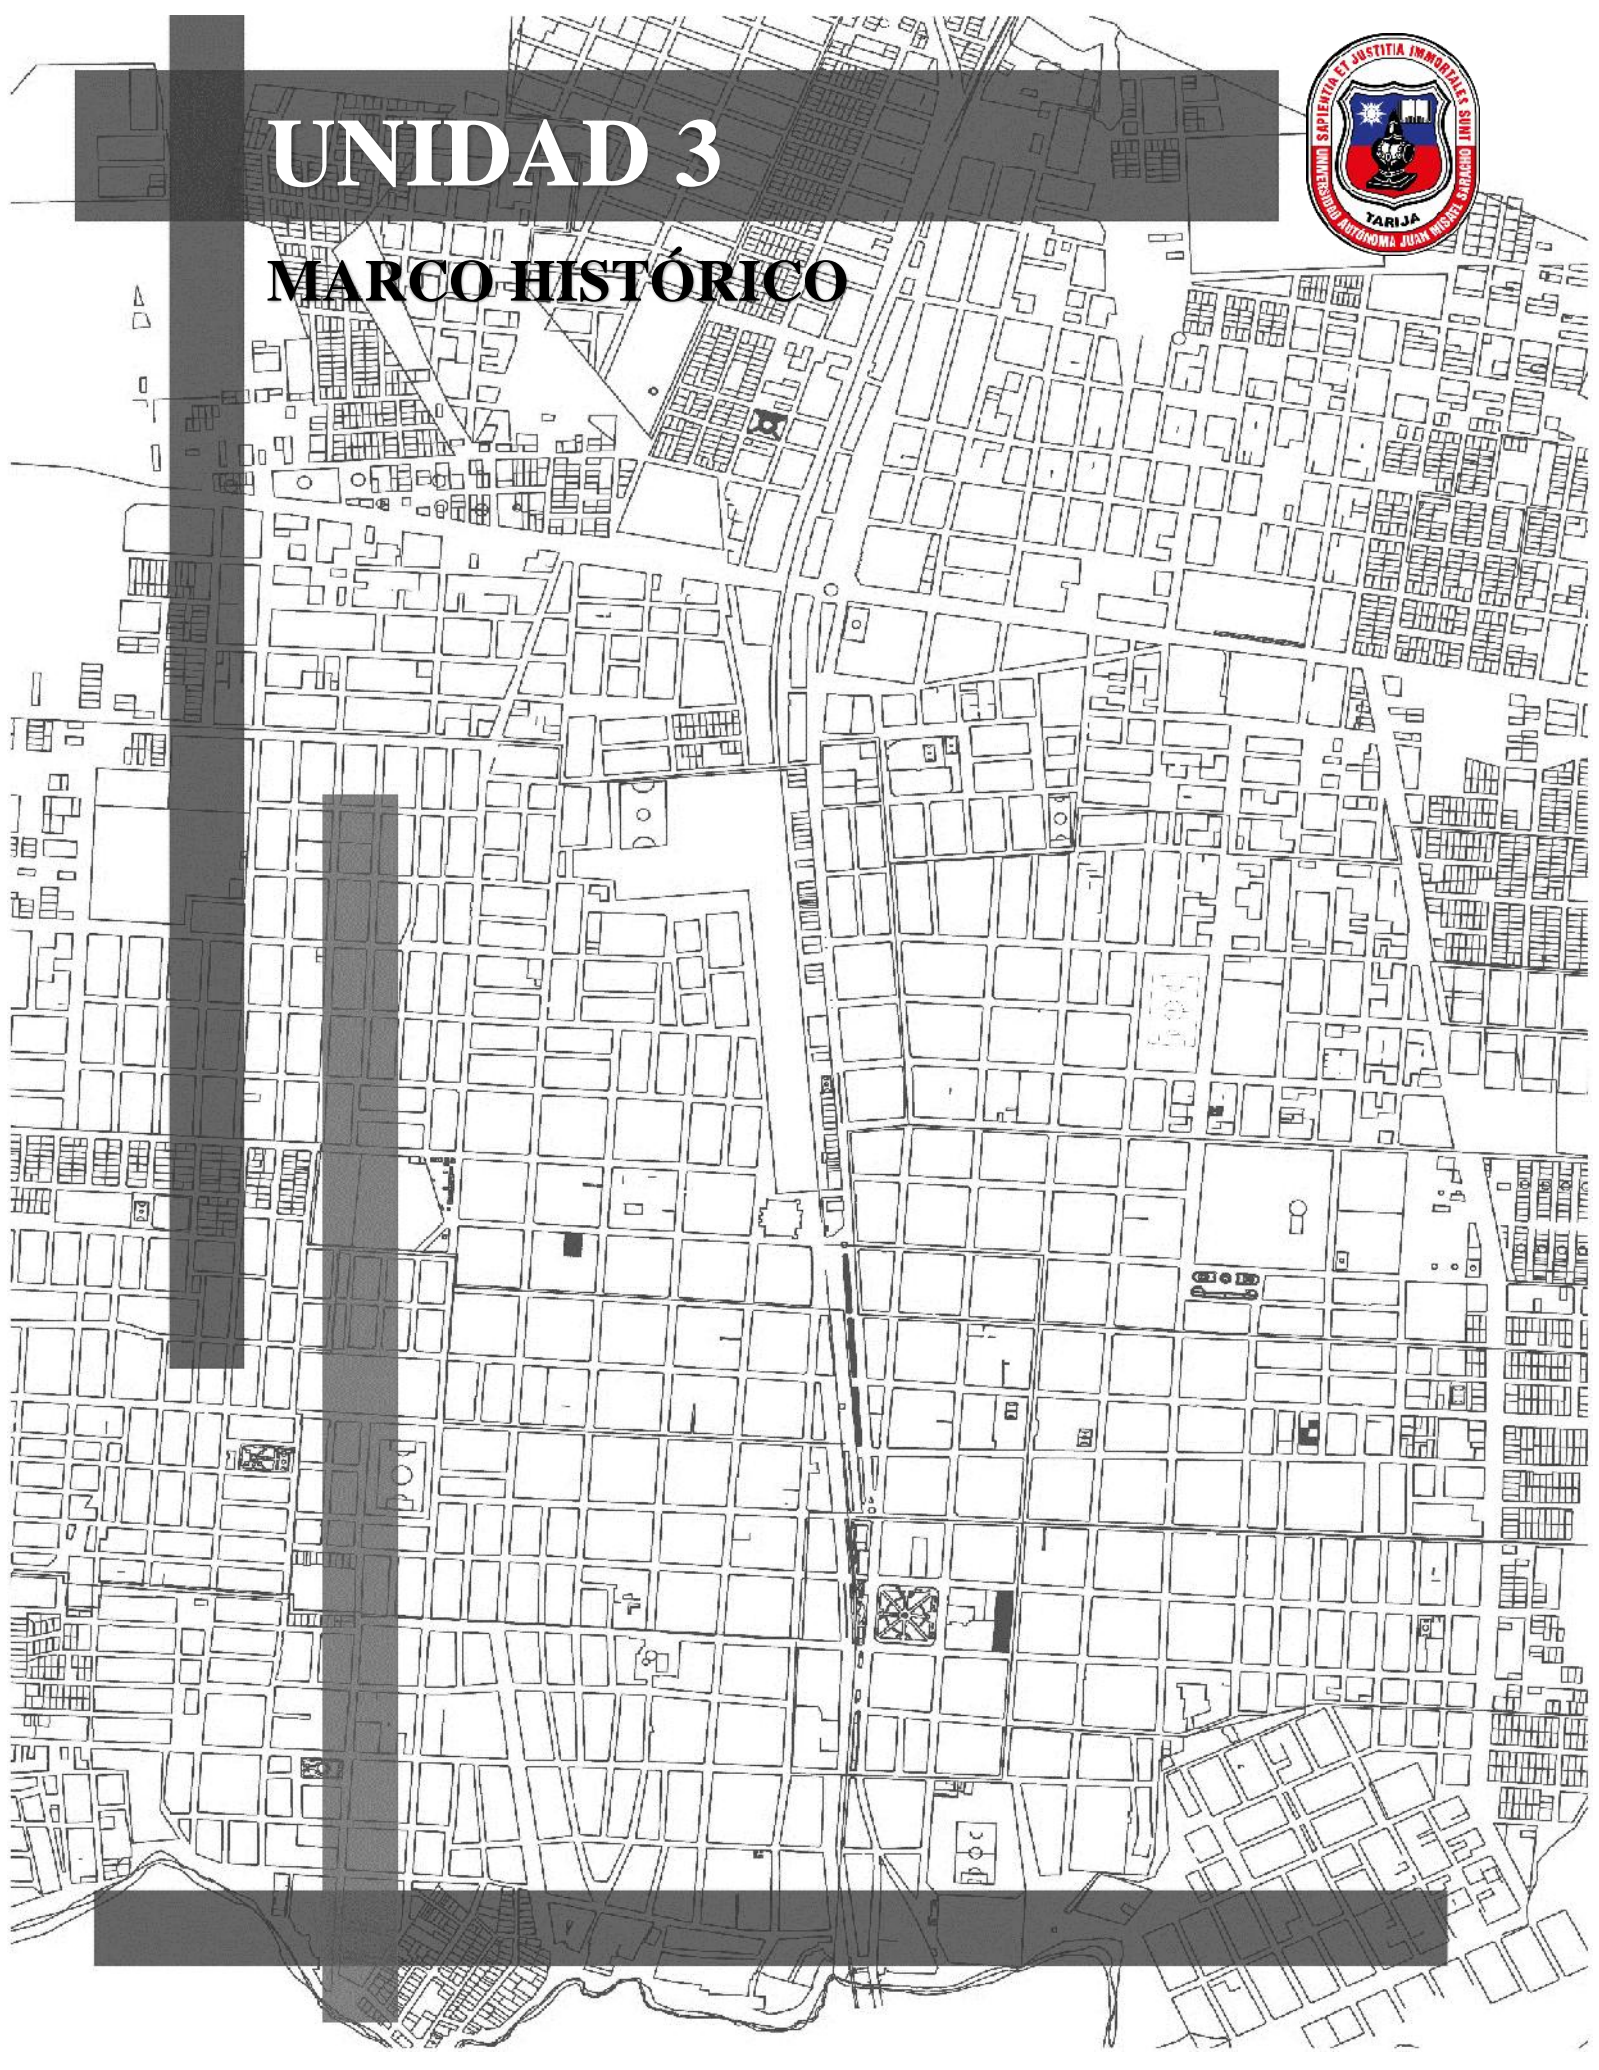 UNIDAD 3
MARCO HISTÓRICO
SAPIENTIA ET JUSTITIA IMMORTALES SUNT
TARIJA
UNIVERSIDAD AUTÓNOMA JUAN MISAEL SARACHO